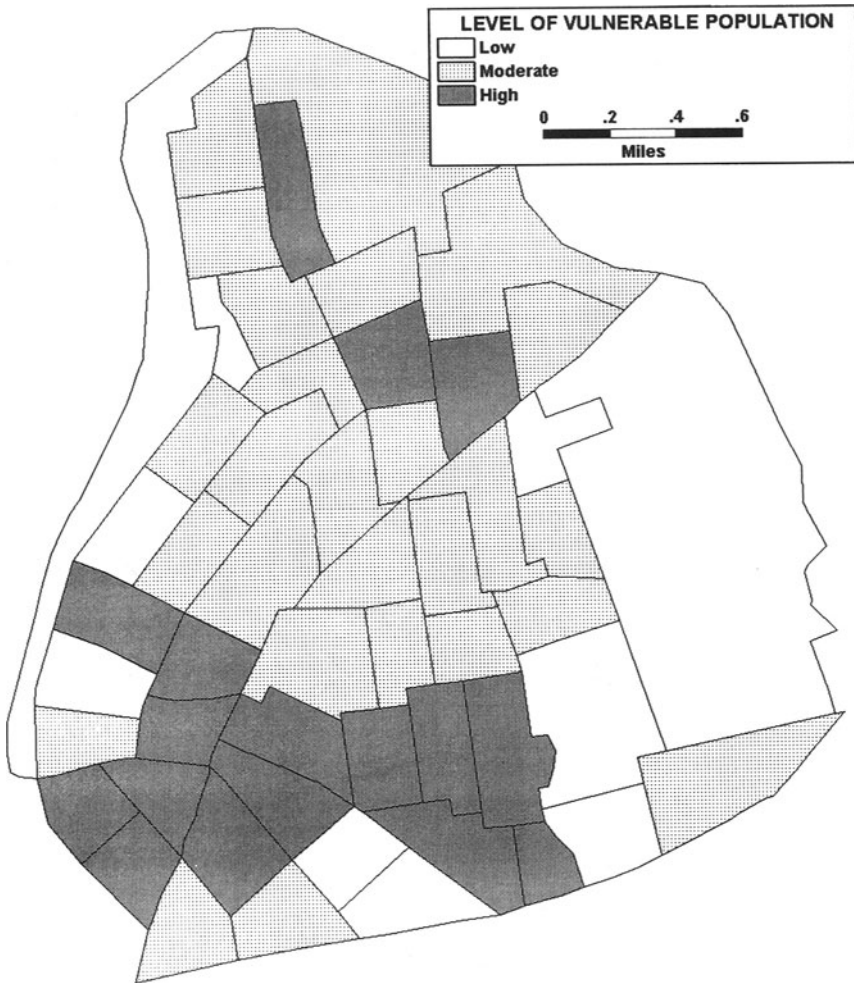 LEVEL OF VULNERABLE POPULATION
Low
Moderate
High
0 .2 .4 .6
Miles